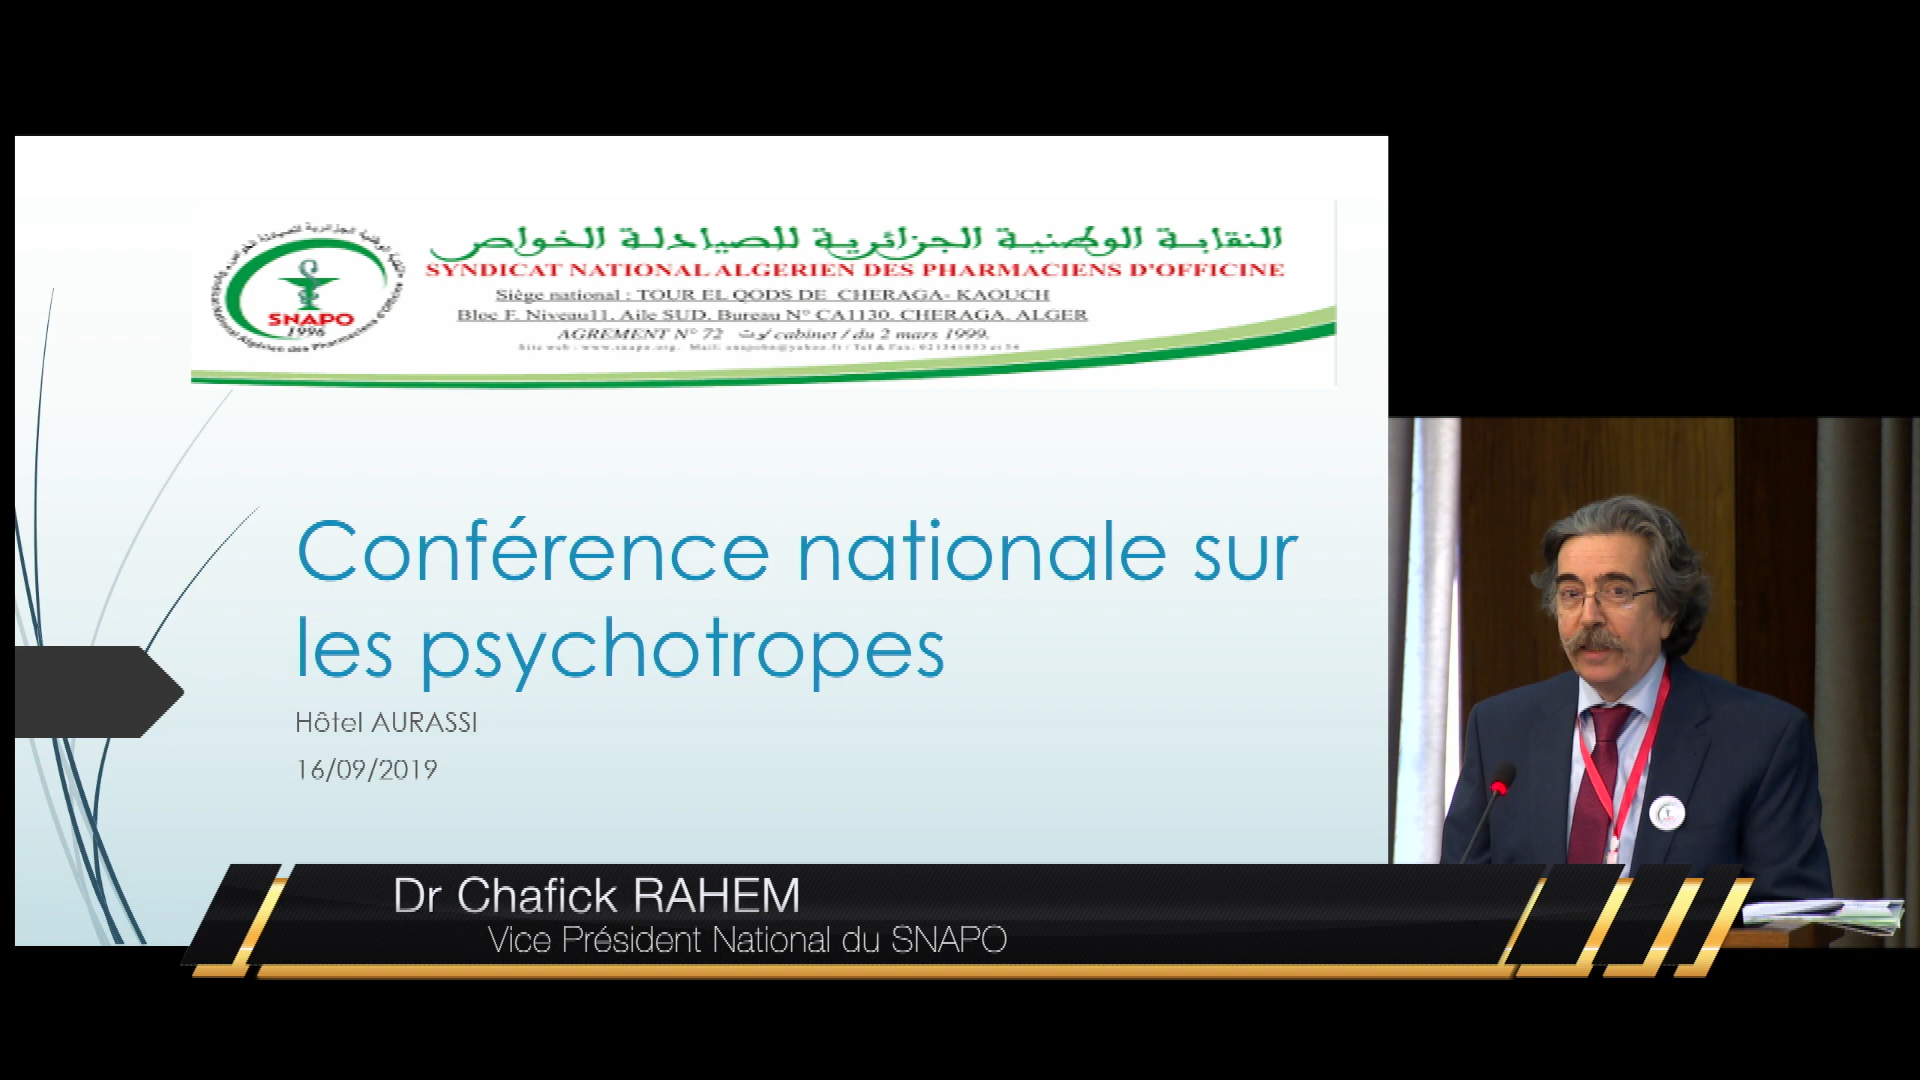 النقابة الوطنية الجزائرية للصيادلة الخواص
SYNDICAT NATIONAL ALGERIEN DES PHARMACIENS D'OFFICINE
Siège national : TOUR EL QODS DE CHERAGA- KAOUCH
Bloc F. Niveau11. Aile SUD. Bureau N° CA1130. CHERAGA. ALGER
AGREMENT N° 72 وت cabinet / du 2 mars 1999.
SNAPO
1996
Conférence nationale sur
les psychotropes
Hôtel AURASSI
16/09/2019
Dr Chafick RAHEM
Vice Président National du SNAPO